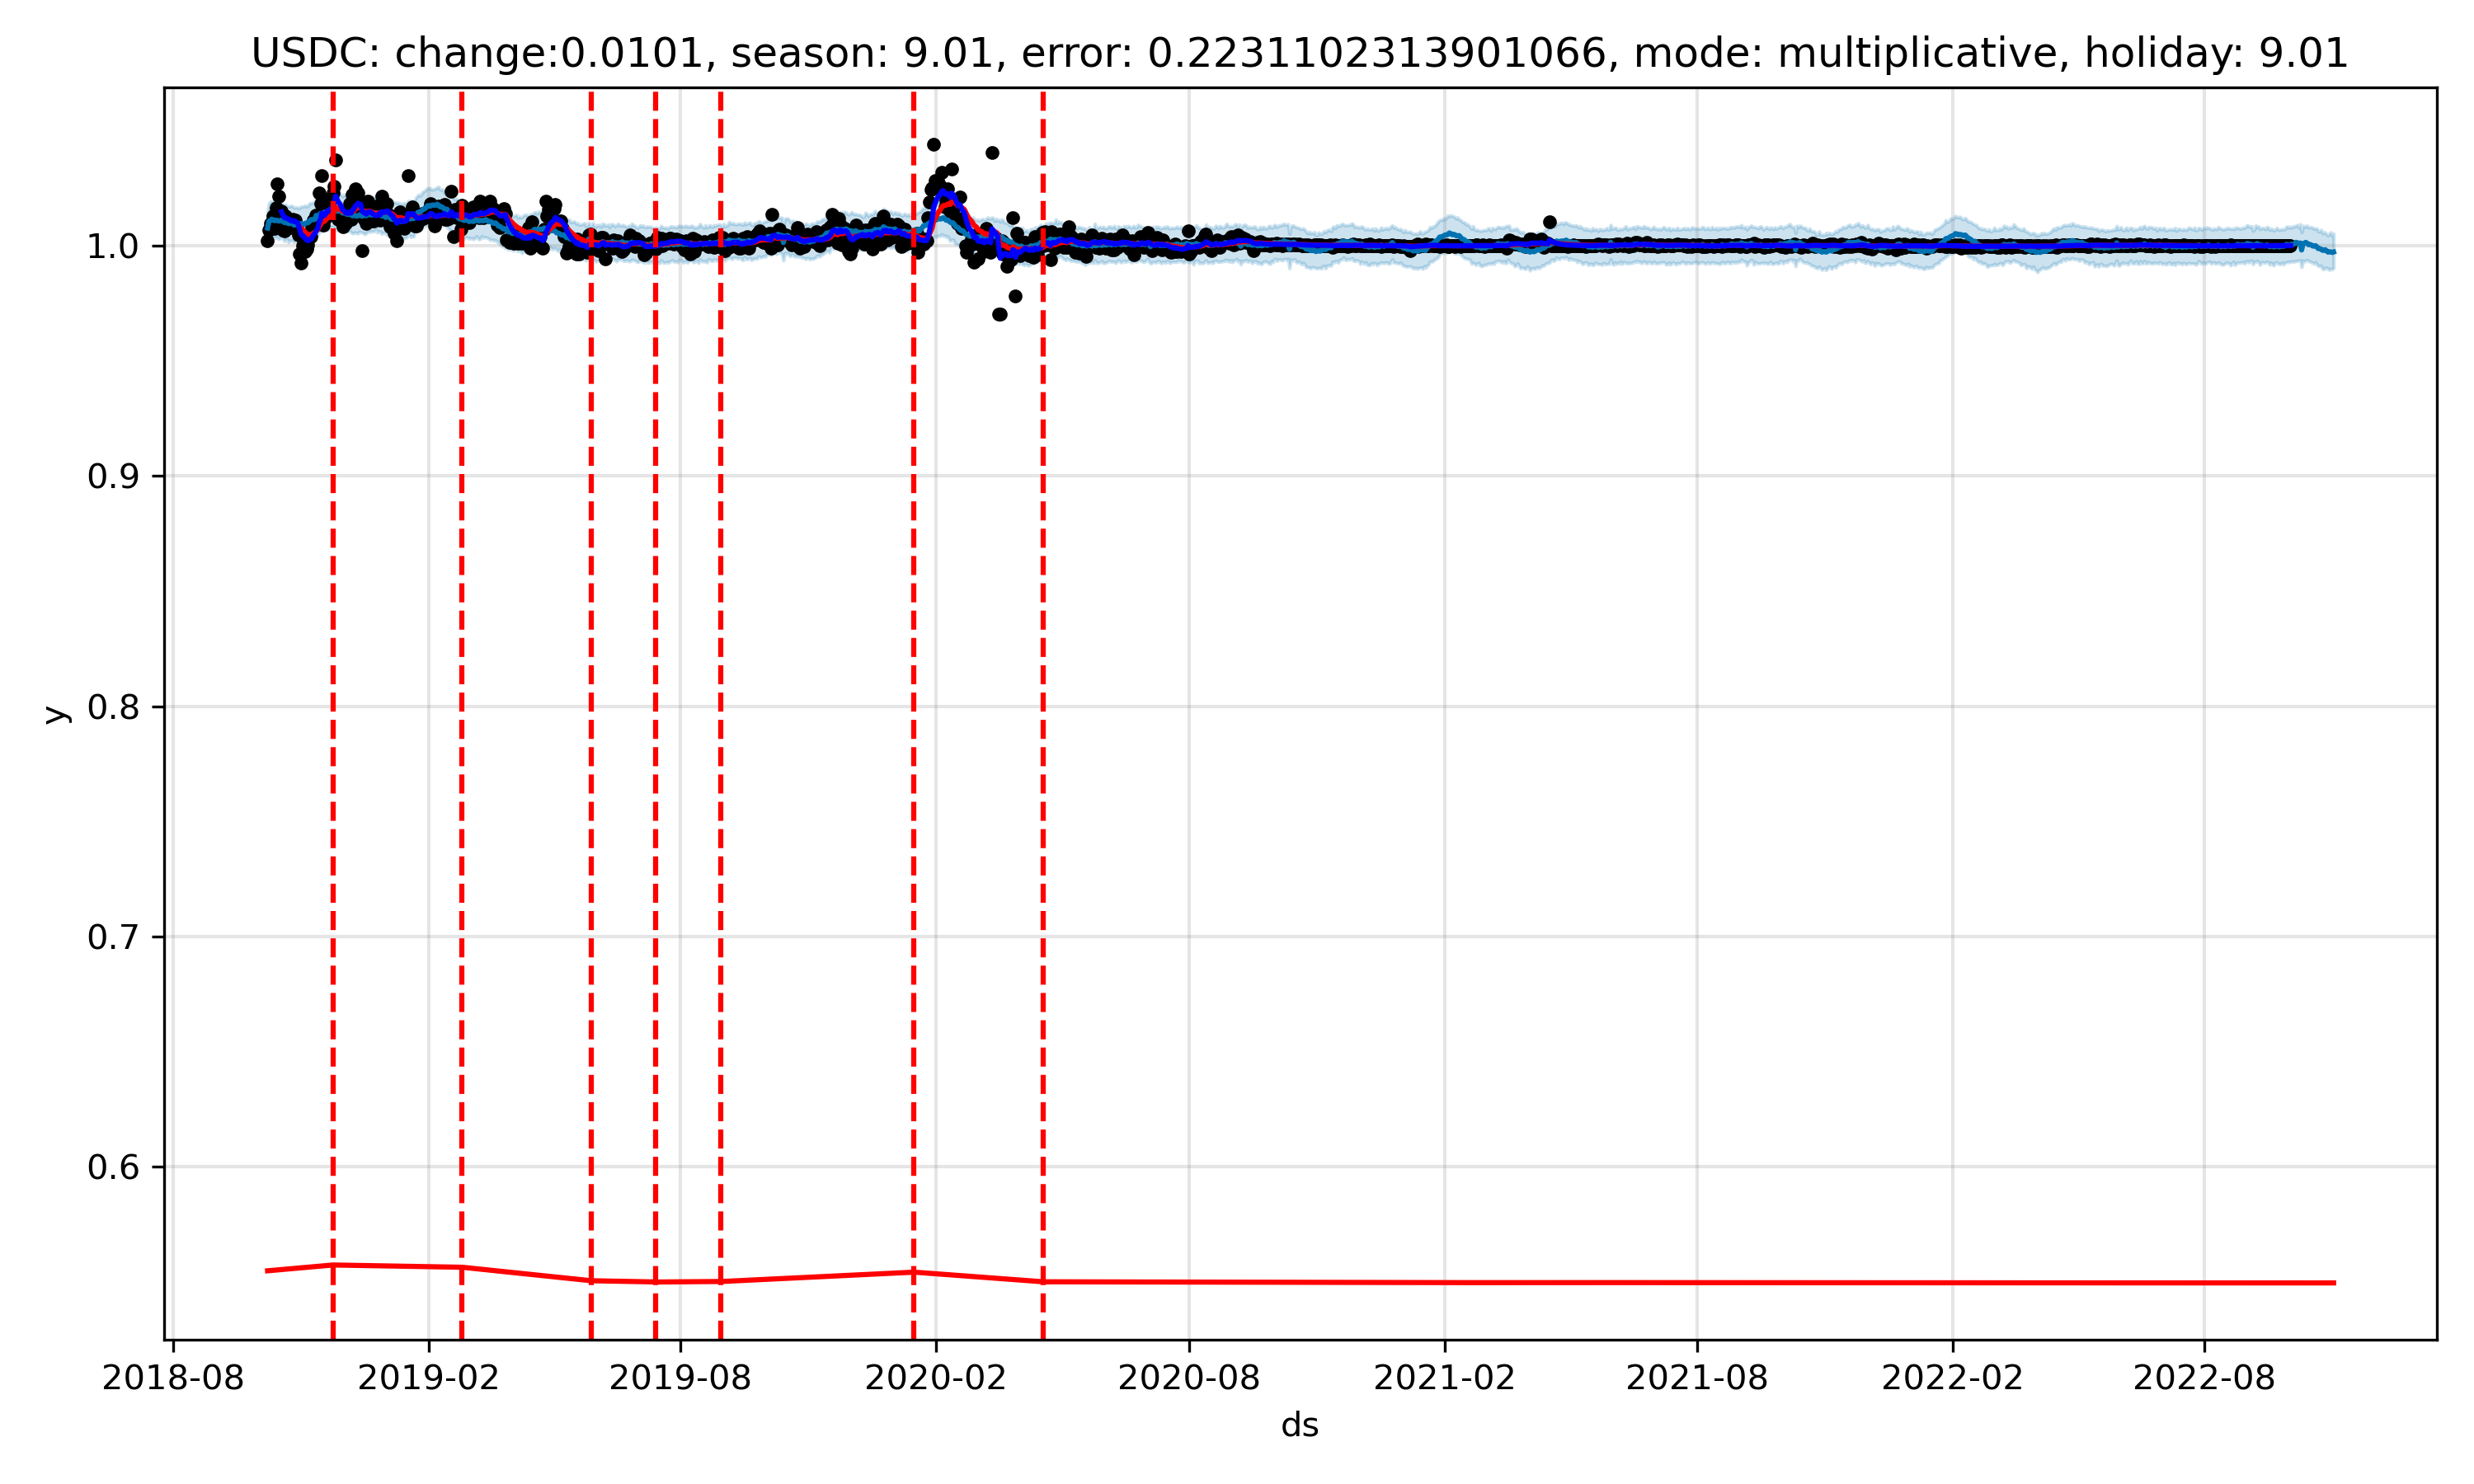 USDC: change:0.0101, season: 9.01, error: 0.2231102313901066, mode: multiplicative, holiday: 9.01
1.0
0.9
0.8
0.7
0.6
y
2018-08 2019-02 2019-08 2020-02 2020-08 2021-02 2021-08 2022-02 2022-08
ds